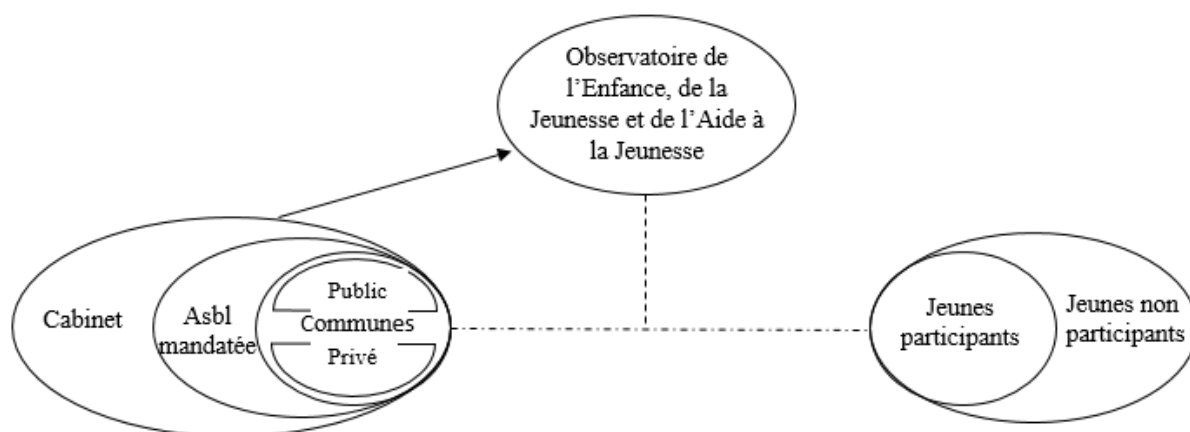 Observatoire de
l’Enfance, de la
Jeunesse et de l’Aide à
la Jeunesse
Cabinet
Asbl
mandatée
Public
Communes
Privé
Jeunes
participants
Jeunes non
participants